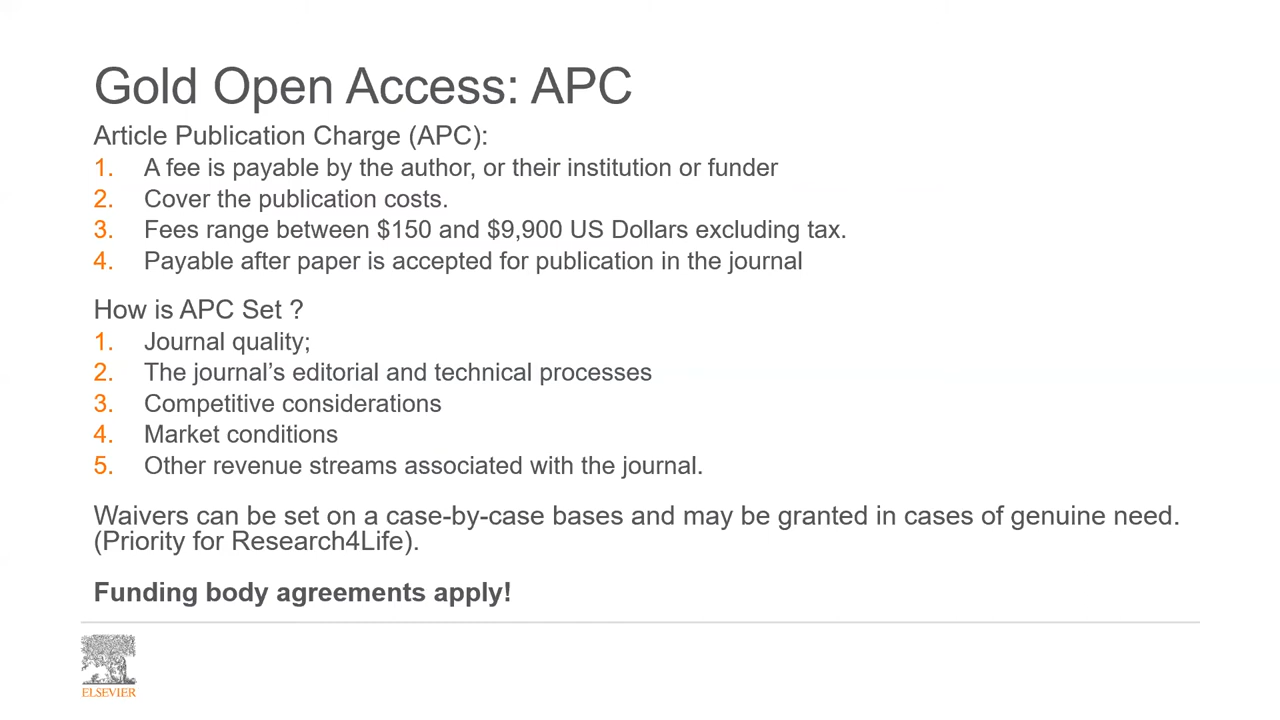 Gold Open Access: APC
Article Publication Charge (APC):
1. A fee is payable by the author, or their institution or funder
2. Cover the publication costs.
3. Fees range between $150 and $9,900 US Dollars excluding tax.
4. Payable after paper is accepted for publication in the journal
How is APC Set ?
1. Journal quality;
2. The journal’s editorial and technical processes
3. Competitive considerations
4. Market conditions
5. Other revenue streams associated with the journal.
Waivers can be set on a case-by-case bases and may be granted in cases of genuine need.
(Priority for Research4Life).
Funding body agreements apply!
ELSEVIER